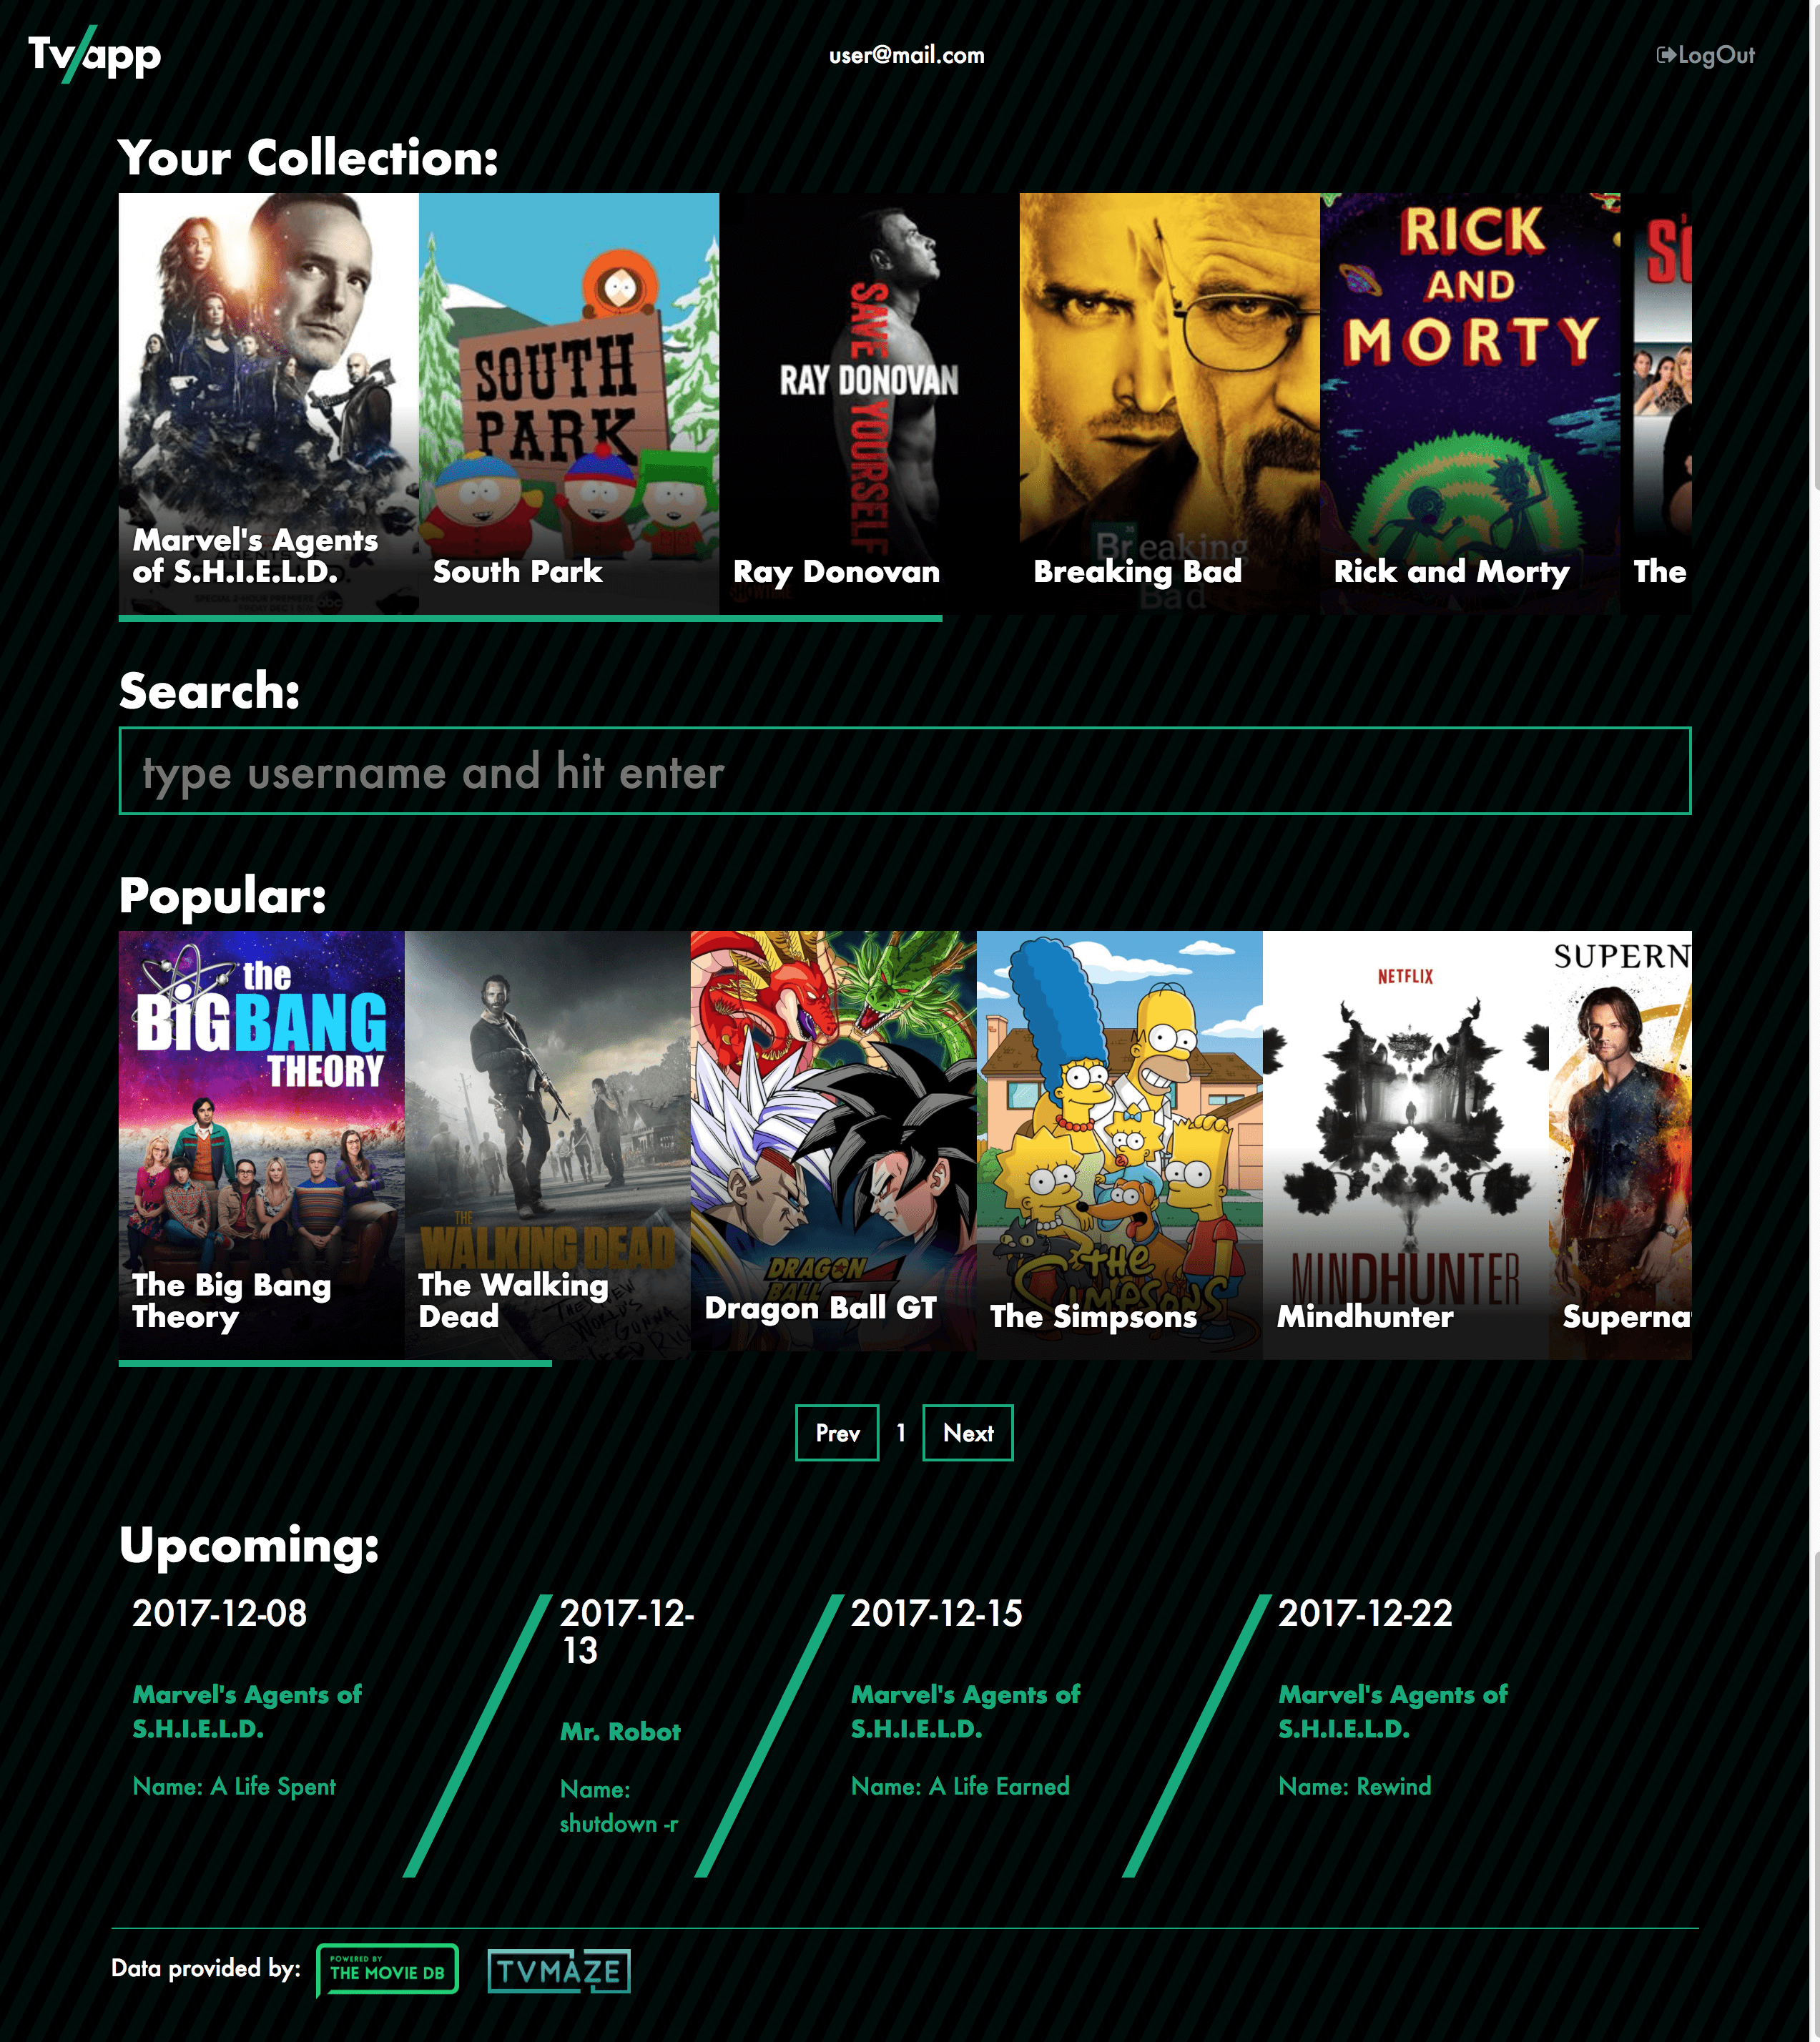 Tv/app
user@mail.com
LogOut
Your Collection:
SOUTH
PARK
SAVE
RAY DONOVAN
YOURSELF
RICK
AND
MORTY
Marvel's Agents
of S.H.I.E.L.D.
South Park
Ray Donovan
Br eaking
Bad
Breaking Bad
Rick and Morty
The
Search:
type username and hit enter
Popular:
the
BIG BANG
THEORY
NETFLIX
SUPERN
THE
WALKING DEAD
DRAGON
BALL
THE
SIMPSONS
MINDHUNTER
The Big Bang
Theory
The Walking
Dead
Dragon Ball GT
The Simpsons
Mindhunter
Superna
Prev
1
Next
Upcoming:
2017-12-08
Marvel's Agents of
S.H.I.E.L.D.
Name: A Life Spent
2017-12-
13
Mr. Robot
Name:
shutdown -r
2017-12-15
Marvel's Agents of
S.H.I.E.L.D.
Name: A Life Earned
2017-12-22
Marvel's Agents of
S.H.I.E.L.D.
Name: Rewind
Data provided by:
POWERED BY
THE MOVIE DB
TVMAZE